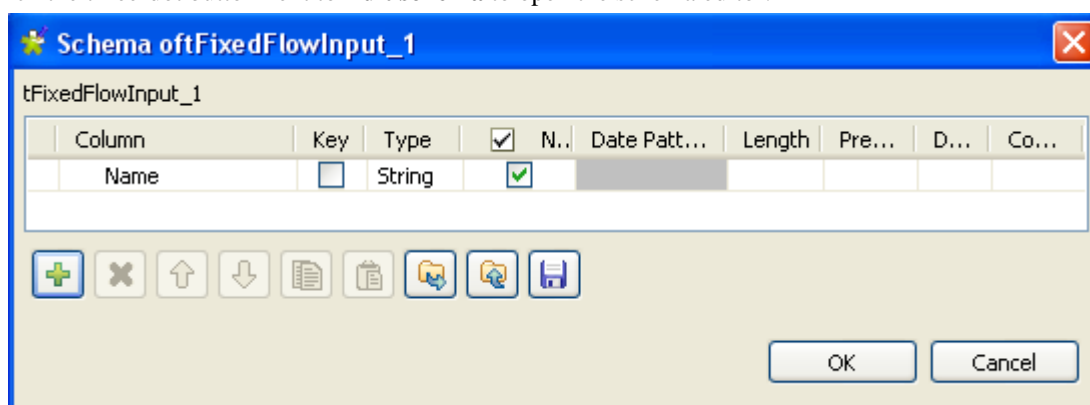 Schema oftFixedFlowInput_1
tFixedFlowInput_1
Column Key Type N.. Date Patt... Length Pre... D... Co...
Name String
OK Cancel